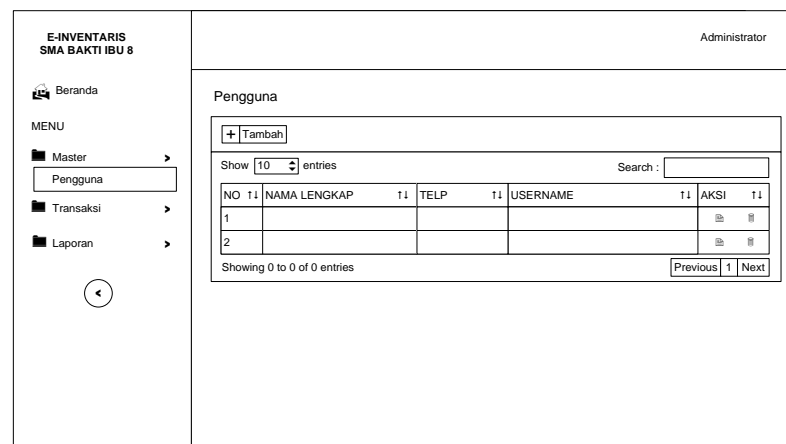 E-INVENTARIS
SMA BAKTI IBU 8
Administrator
Beranda
MENU
Master >
Pengguna
Transaksi >
Laporan >
<
Pengguna
+ Tambah
Show 10 entries
Search :
NO ↑↓ NAMA LENGKAP ↑↓ TELP ↑↓ USERNAME ↑↓ AKSI ↑↓
1
2
Showing 0 to 0 of 0 entries
Previous 1 Next